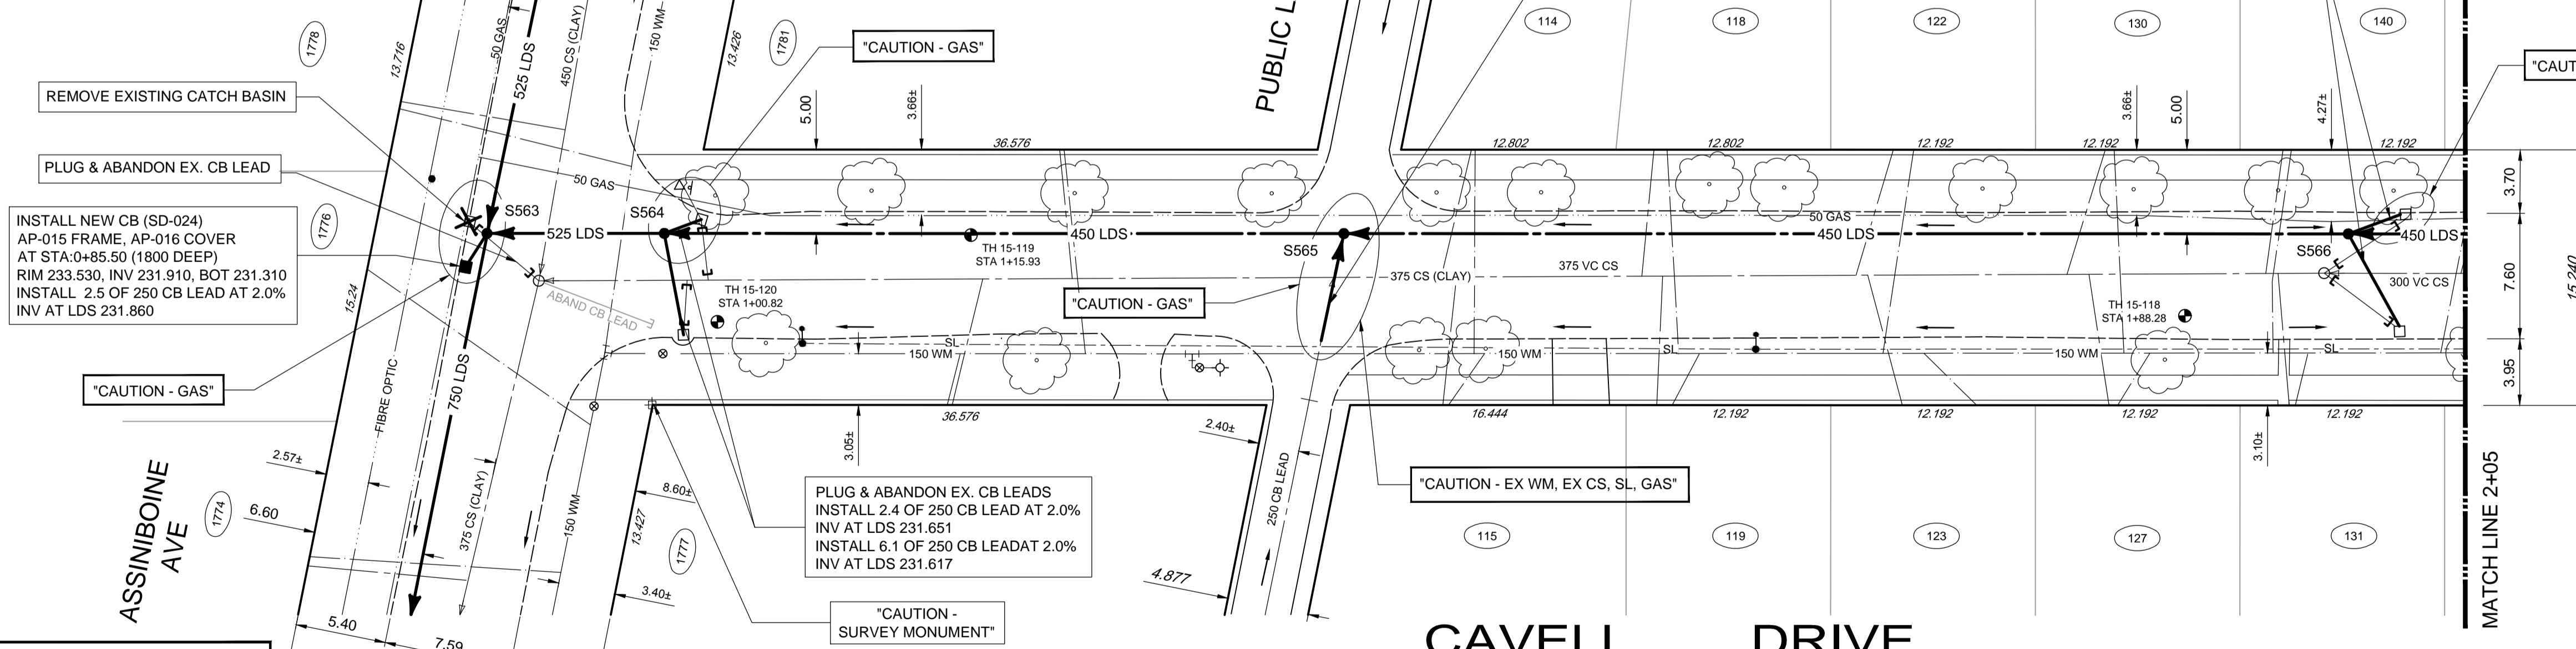 1778
13.716
50 GAS
525 LDS
450 CS (CLAY)
150 WM
13.426
1781
"CAUTION - GAS"
REMOVE EXISTING CATCH BASIN
PLUG & ABANDON EX. CB LEAD
INSTALL NEW CB (SD-024)
AP-015 FRAME, AP-016 COVER
AT STA:0+85.50 (1800 DEEP)
RIM 233.530, INV 231.910, BOT 231.310
INSTALL 2.5 OF 250 CB LEAD AT 2.0%
INV AT LDS 231.860
1776
15.24
"CAUTION - GAS"
50 GAS
S563
525 LDS
S564
ABAND CB LEAD
5.00
3.66±
36.576
PUBLIC L
114
118
122
130
140
12.802
12.802
12.192
12.192
12.192
3.66±
5.00
4.27±
"CAUT
TH 15-119
STA 1+15.93
450 LDS
TH 15-120
STA 1+00.82
"CAUTION - GAS"
S565
375 CS (CLAY)
375 VC CS
450 LDS
50 GAS
S566
450 LDS
300 VC CS
TH 15-118
STA 1+88.28
3.70
7.60
3.95
15.240
SL
150 WM
150 WM
SL
150 WM
SL
750 LDS
FIBRE OPTIC
375 CS (CLAY)
150 WM
2.57±
6.60
1774
ASSINIBOINE
AVE
5.40
7.59
8.60±
13.427
1777
3.40±
36.576
3.05±
2.40±
250 CB LEAD
4.877
16.444
12.192
12.192
12.192
12.192
3.10±
PLUG & ABANDON EX. CB LEADS
INSTALL 2.4 OF 250 CB LEAD AT 2.0%
INV AT LDS 231.651
INSTALL 6.1 OF 250 CB LEADAT 2.0%
INV AT LDS 231.617
"CAUTION -
SURVEY MONUMENT"
"CAUTION - EX WM, EX CS, SL, GAS"
115
119
123
127
131
MATCH LINE 2+05
CAVELL DRIVE